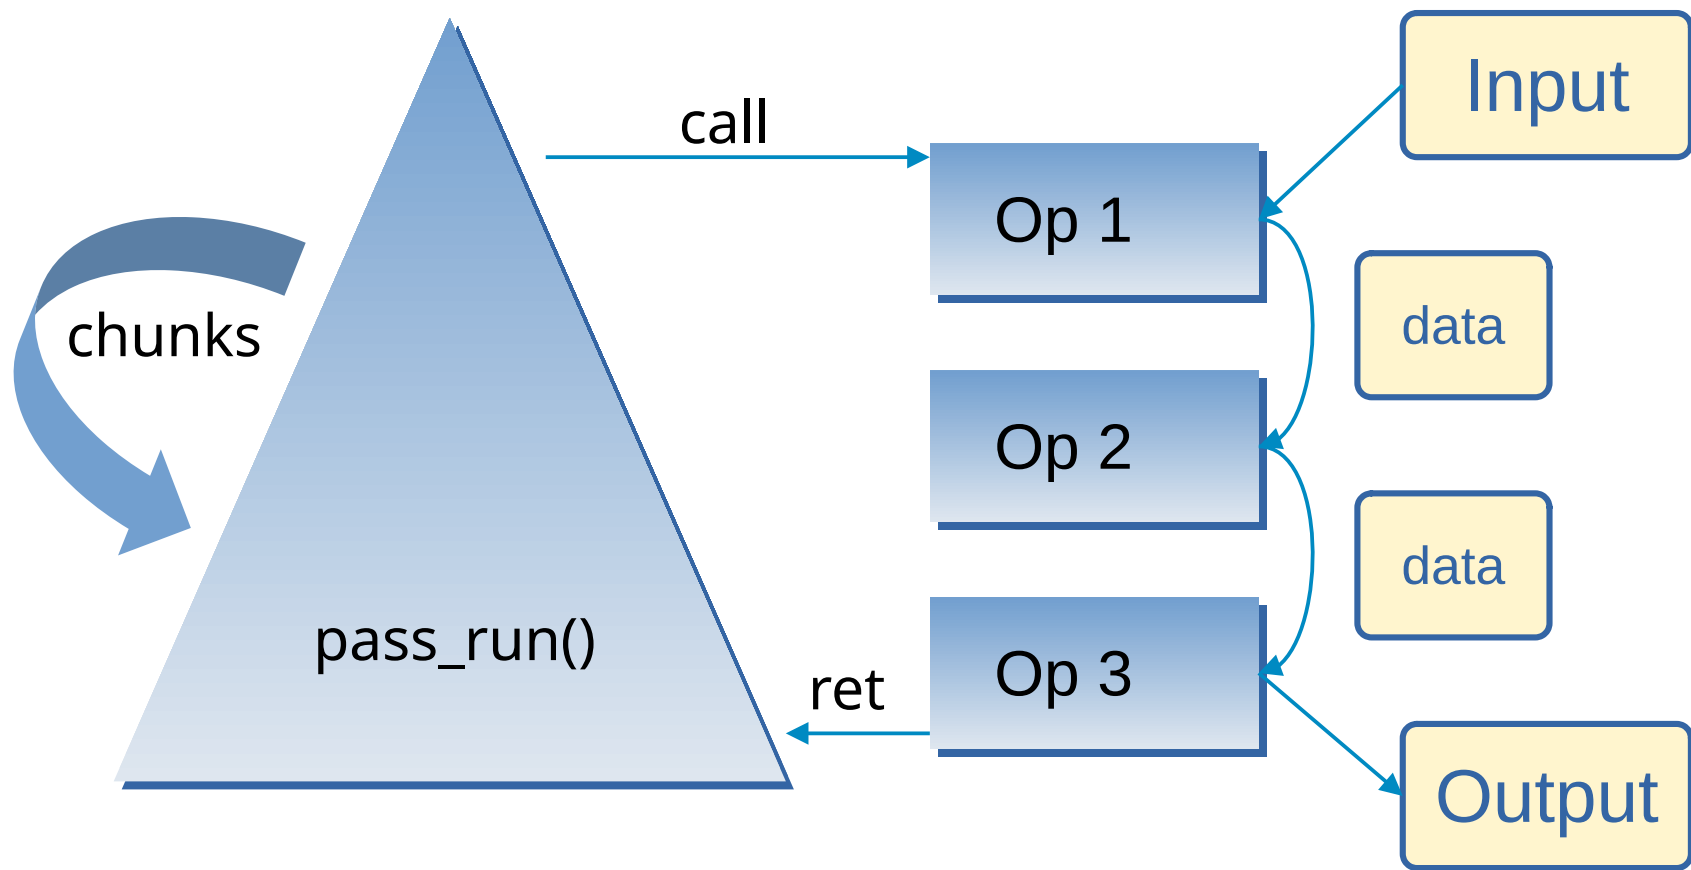 call
Input
Op 1
chunks
data
Op 2
data
pass_run()
Op 3
ret
Output